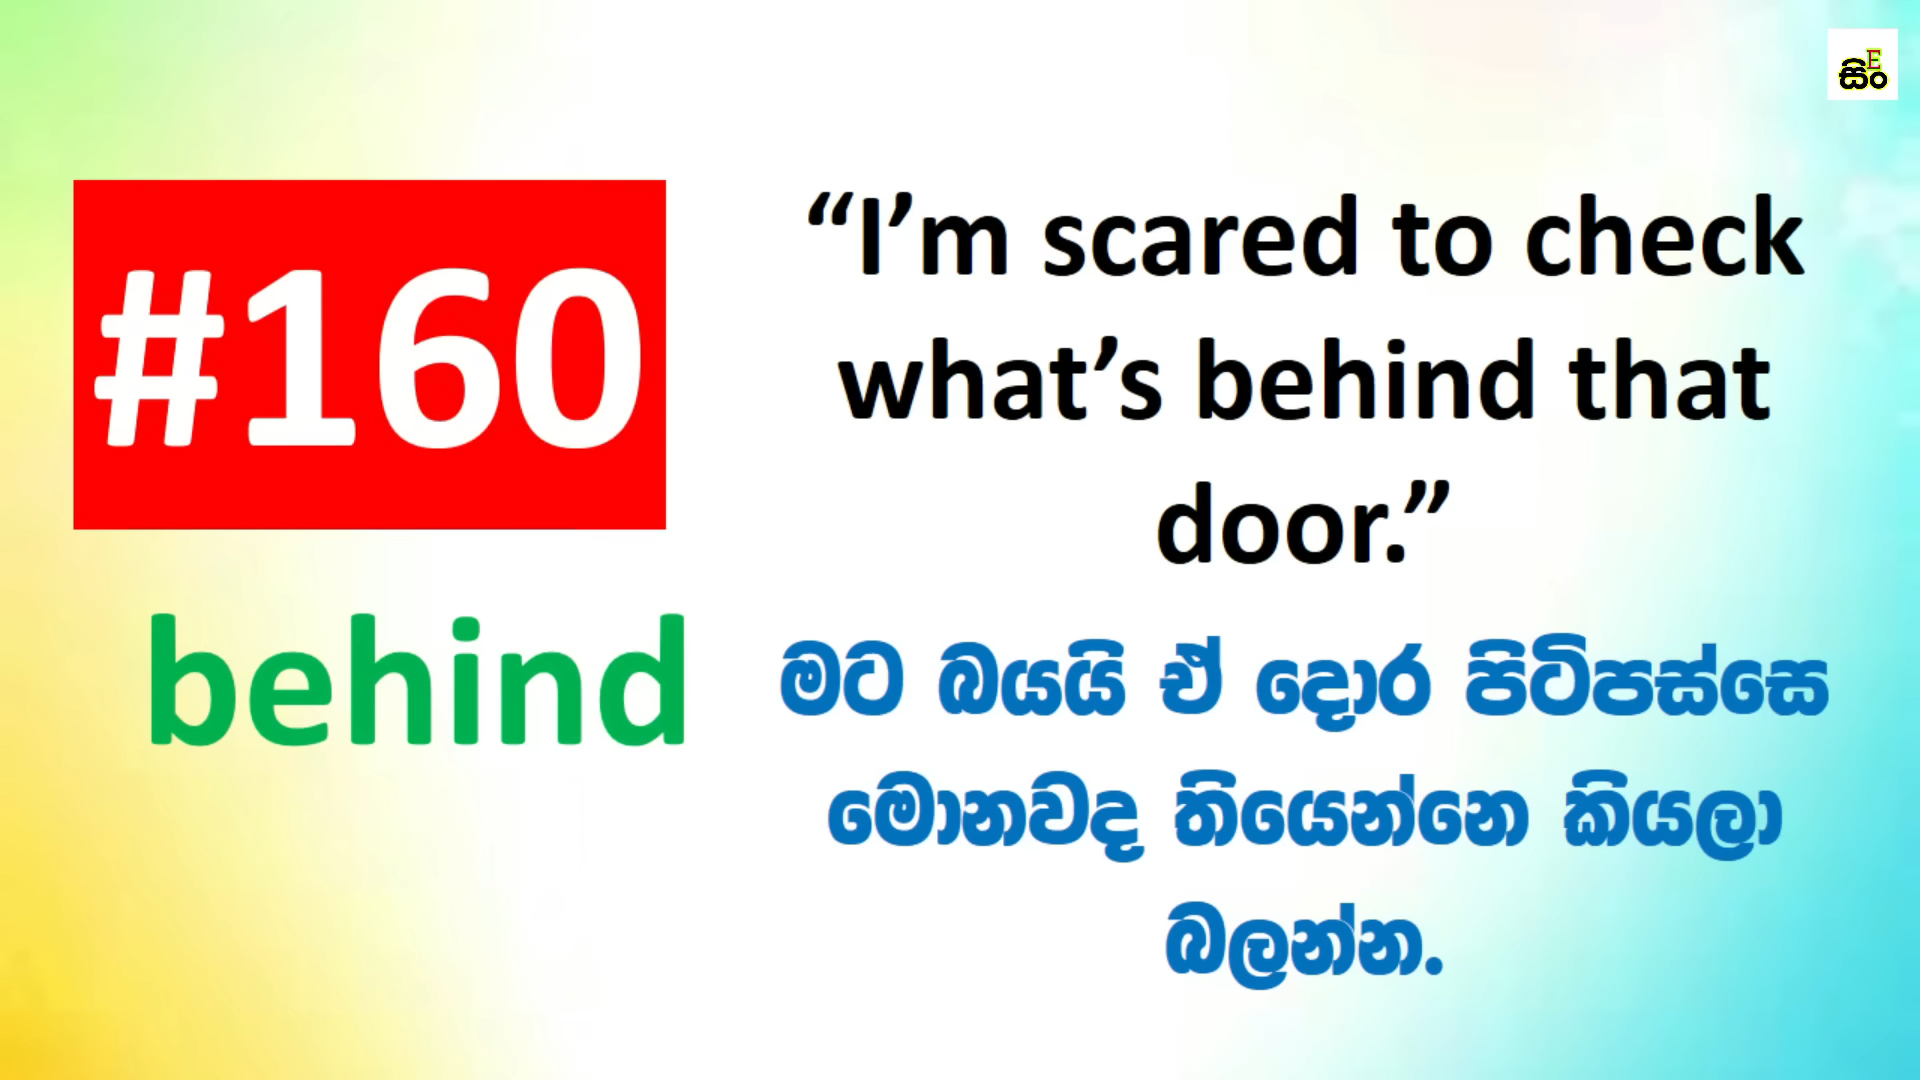 සිංE
#160
behind
“I’m scared to check
what’s behind that
door.”
මට බයයි ඒ දොර පිටිපස්සෙ
මොනවද තියෙන්නෙ කියලා
බලන්න.